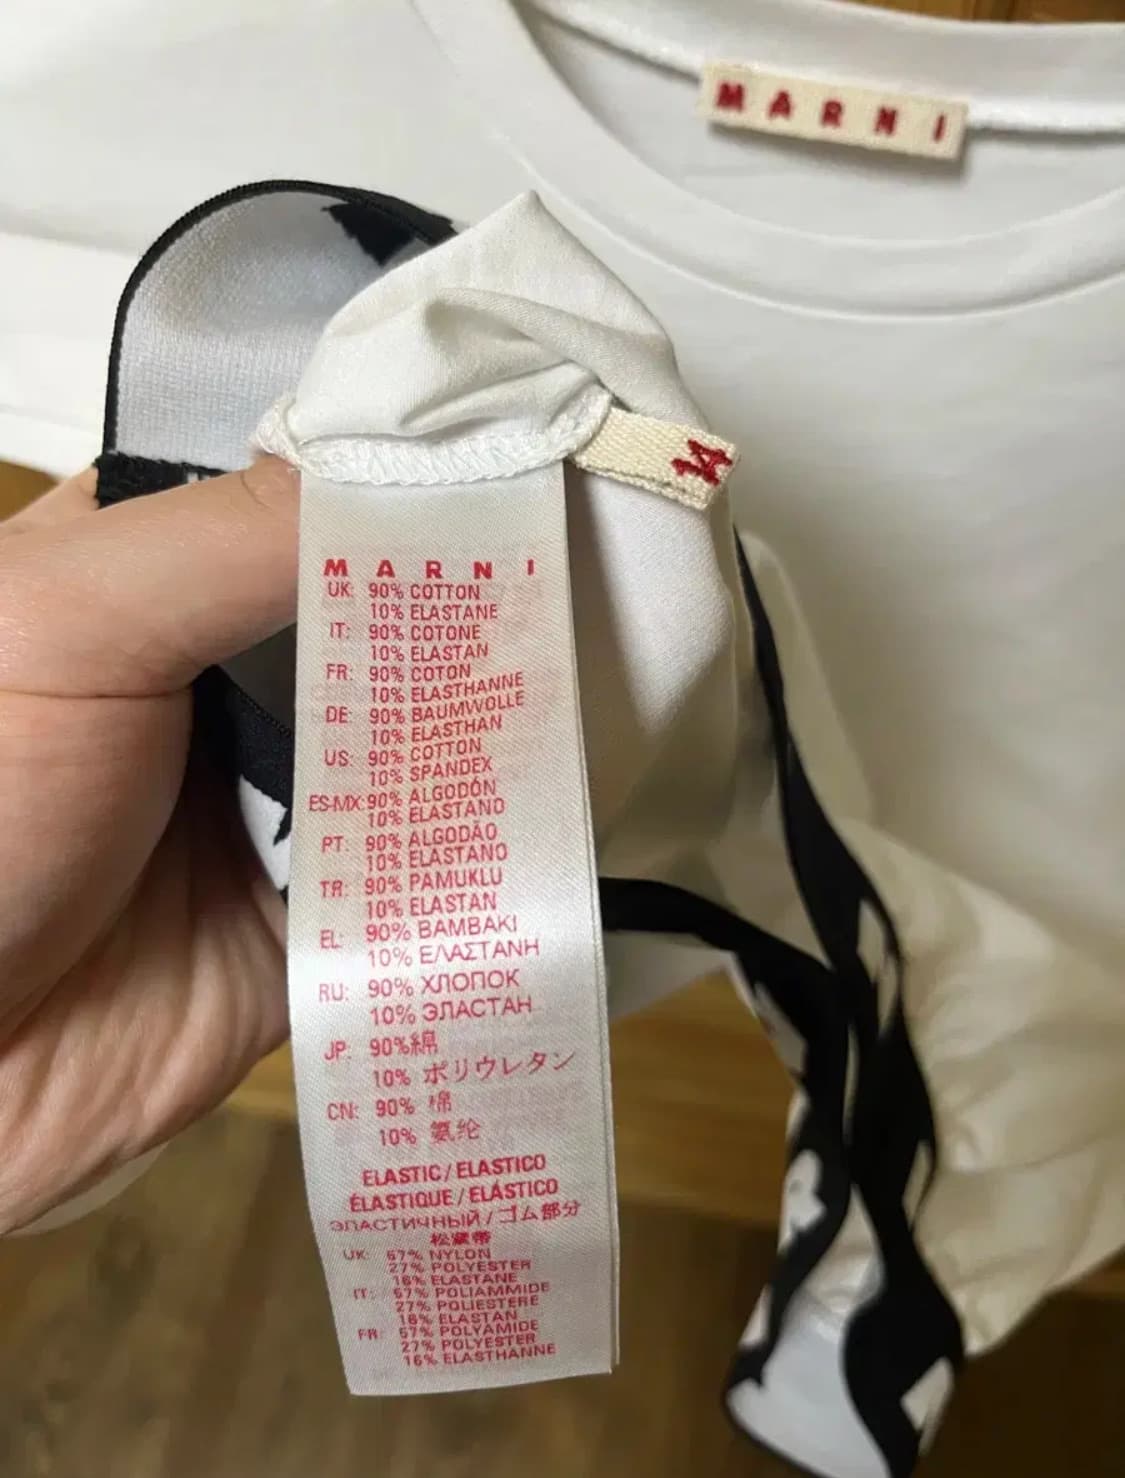 MARNI
M
MARNI
UK: 90% COTTON
10% ELASTANE
IT: 90% COTONE
10% ELASTAN
FR: 90% COTON
10% ELASTHANNE
DE: 90% BAUMWOLLE
10% ELASTHAN
US: 90% COTTON
10% SPANDEX
ES-MX: 90% ALGODÓN
10% ELASTANO
PT: 90% ALGODÃO
10% ELASTANO
TR: 90% PAMUKLU
10% ELASTAN
EL: 90% BAMBAKI
10% ΕΛΑΣΤΑΝΗ
RU: 90% ХЛОПОК
10% ЭЛАСТАН
JP: 90%綿
10% ポリウレタン
CN: 90% 棉
10% 氨纶
ELASTIC / ELASTICO
ÉLASTIQUE / ELÁSTICO
ЭЛАСТИЧНЫЙ / ゴム部分
松紧带
UK: 57% NYLON
27% POLYESTER
16% ELASTANE
IT: 57% POLIAMMIDE
27% POLIESTERE
16% ELASTAN
FR: 57% POLYAMIDE
27% POLYESTER
16% ELASTHANNE